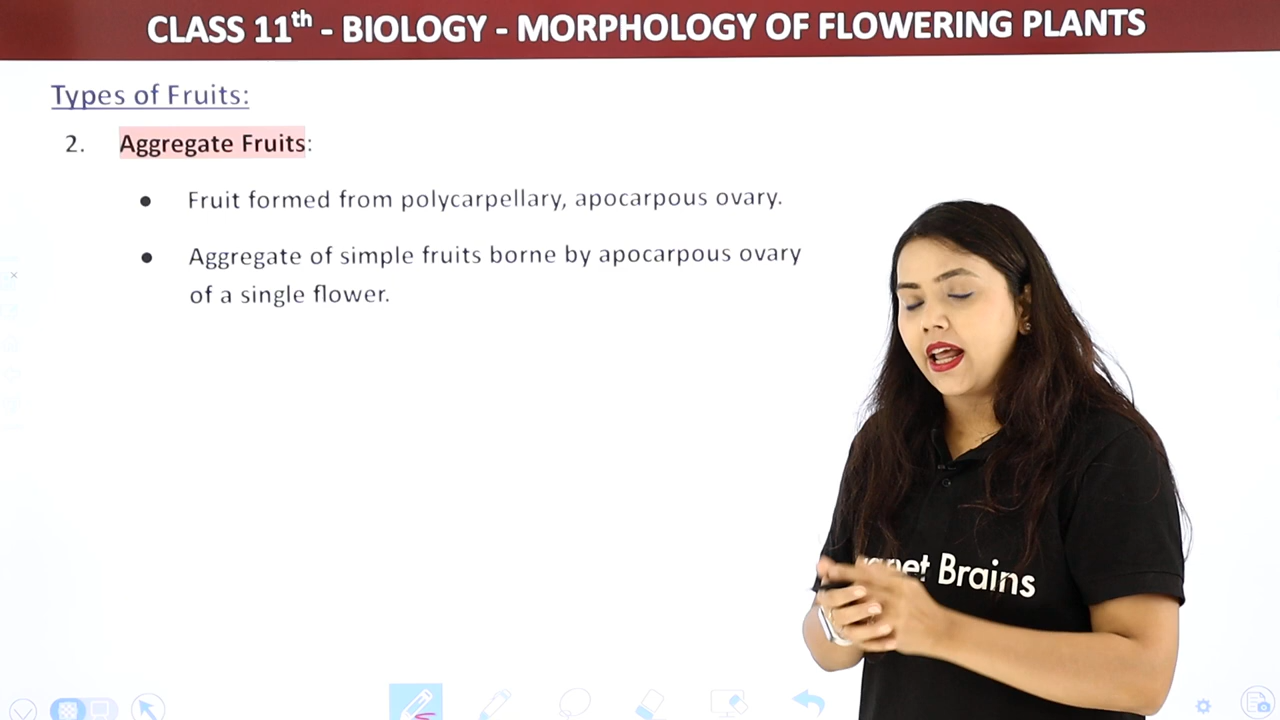 CLASS 11th - BIOLOGY - MORPHOLOGY OF FLOWERING PLANTS
Types of Fruits:
2. Aggregate Fruits:
● Fruit formed from polycarpellary, apocarpous ovary.
● Aggregate of simple fruits borne by apocarpous ovary
of a single flower.
Brains